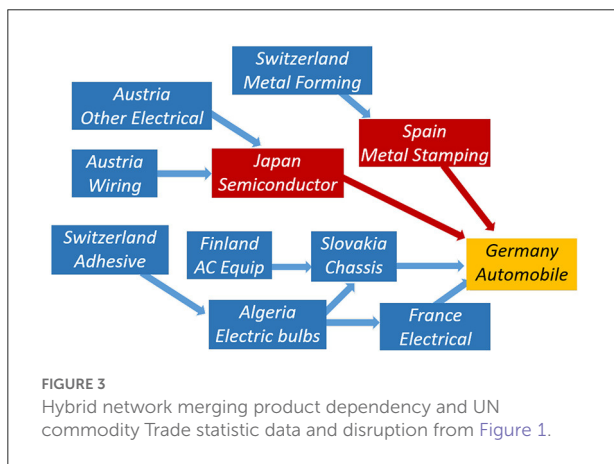 Switzerland
Metal Forming
Austria
Other Electrical
Spain
Metal Stamping
Austria
Wiring
Japan
Semiconductor
Switzerland
Adhesive
Finland
AC Equip
Slovakia
Chassis
Germany
Automobile
Algeria
Electric bulbs
France
Electrical
FIGURE 3
Hybrid network merging product dependency and UN
commodity Trade statistic data and disruption from Figure 1.